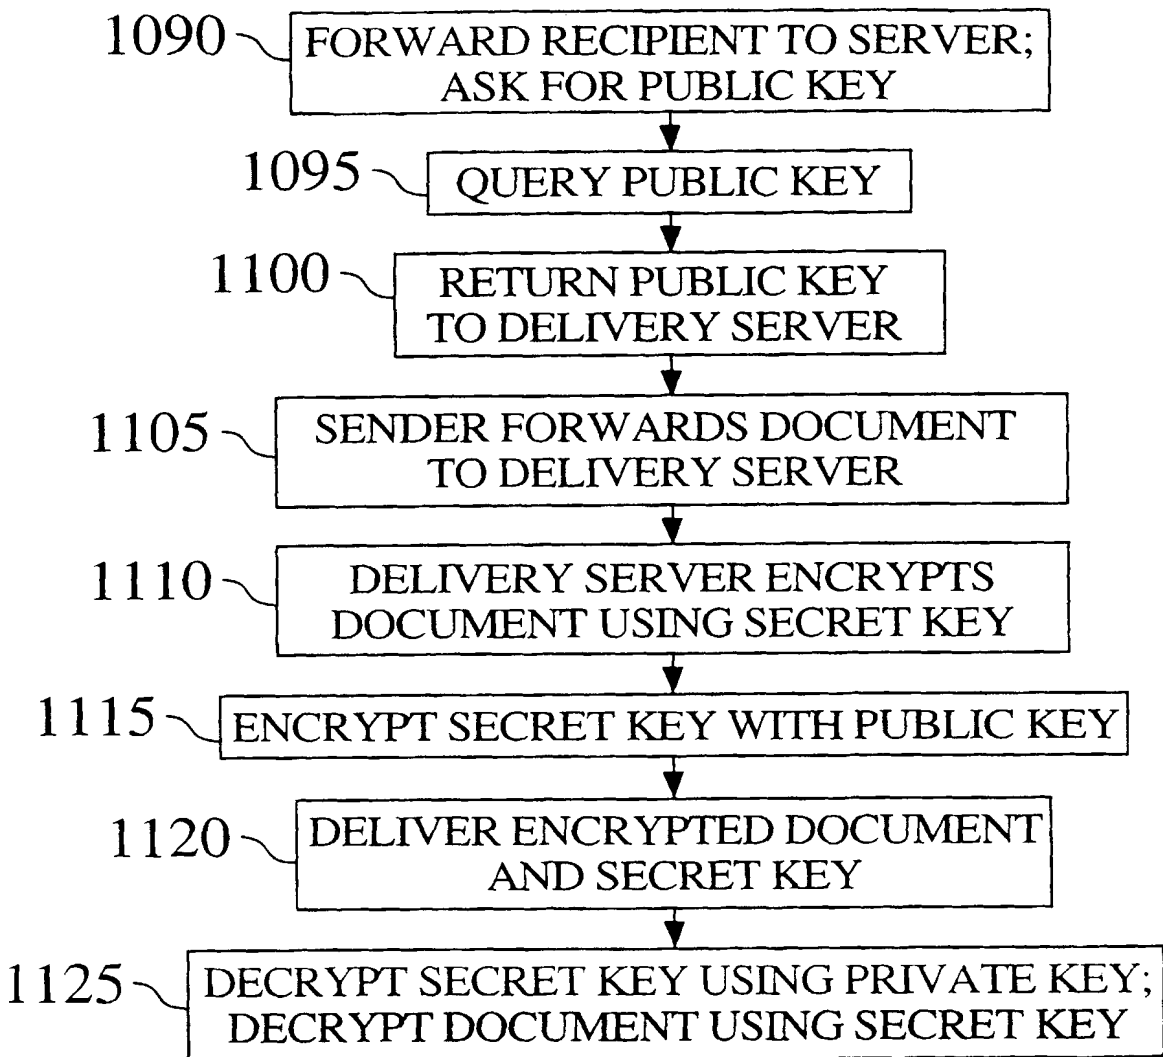 1090
FORWARD RECIPIENT TO SERVER;
ASK FOR PUBLIC KEY
1095
QUERY PUBLIC KEY
1100
RETURN PUBLIC KEY
TO DELIVERY SERVER
1105
SENDER FORWARDS DOCUMENT
TO DELIVERY SERVER
1110
DELIVERY SERVER ENCRYPTS
DOCUMENT USING SECRET KEY
1115
ENCRYPT SECRET KEY WITH PUBLIC KEY
1120
DELIVER ENCRYPTED DOCUMENT
AND SECRET KEY
1125
DECRYPT SECRET KEY USING PRIVATE KEY;
DECRYPT DOCUMENT USING SECRET KEY